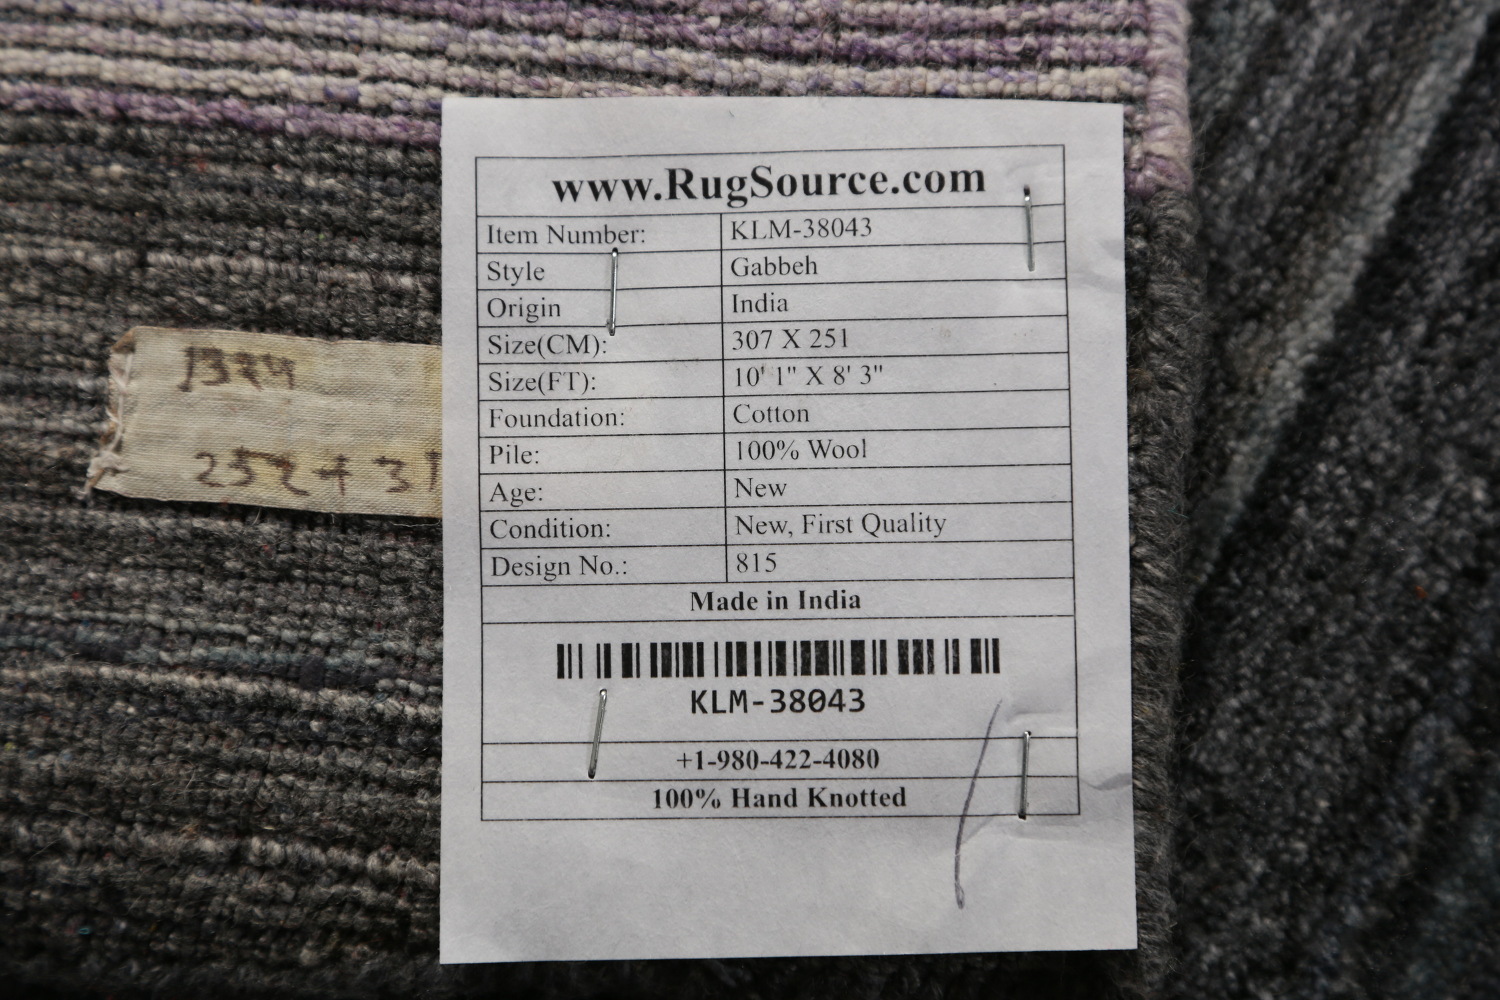 www.RugSource.com
Item Number: KLM-38043
Style Gabbeh
Origin India
Size(CM): 307 X 251
Size(FT): 10' 1" X 8' 3"
Foundation: Cotton
Pile: 100% Wool
Age: New
Condition: New, First Quality
Design No.: 815
Made in India
KLM-38043
+1-980-422-4080
100% Hand Knotted
252 + 31